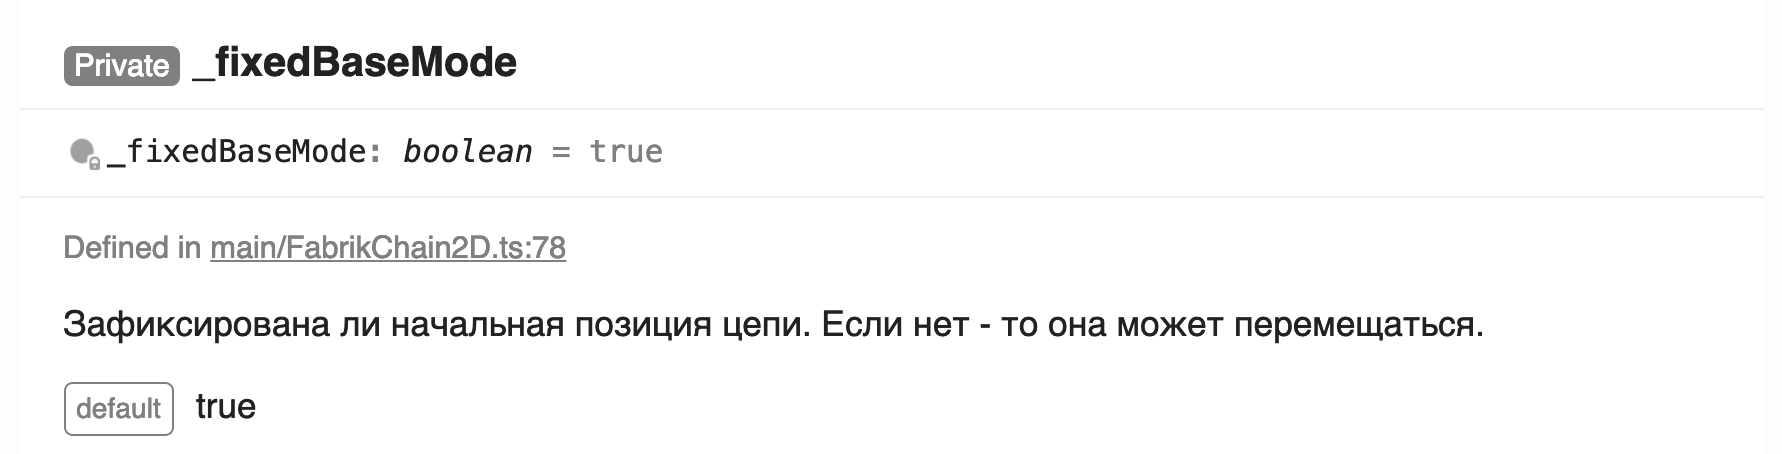 Private _fixedBaseMode
_fixedBaseMode: boolean = true
Defined in main/FabrikChain2D.ts:78
Зафиксирована ли начальная позиция цепи. Если нет - то она может перемещаться.
default true